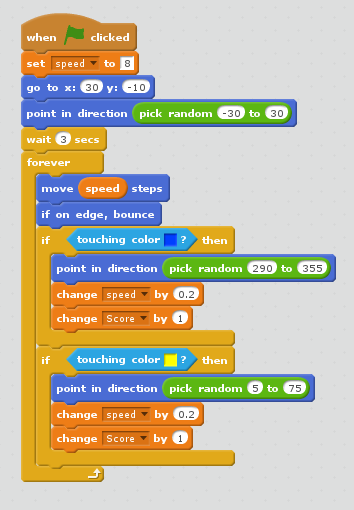 when clicked
set speed to 8
go to x: 30 y: -10
point in direction pick random -30 to 30
wait 3 secs
forever
move speed steps
if on edge, bounce
if touching color ? then
point in direction pick random 290 to 355
change speed by 0.2
change Score by 1
if touching color ? then
point in direction pick random 5 to 75
change speed by 0.2
change Score by 1